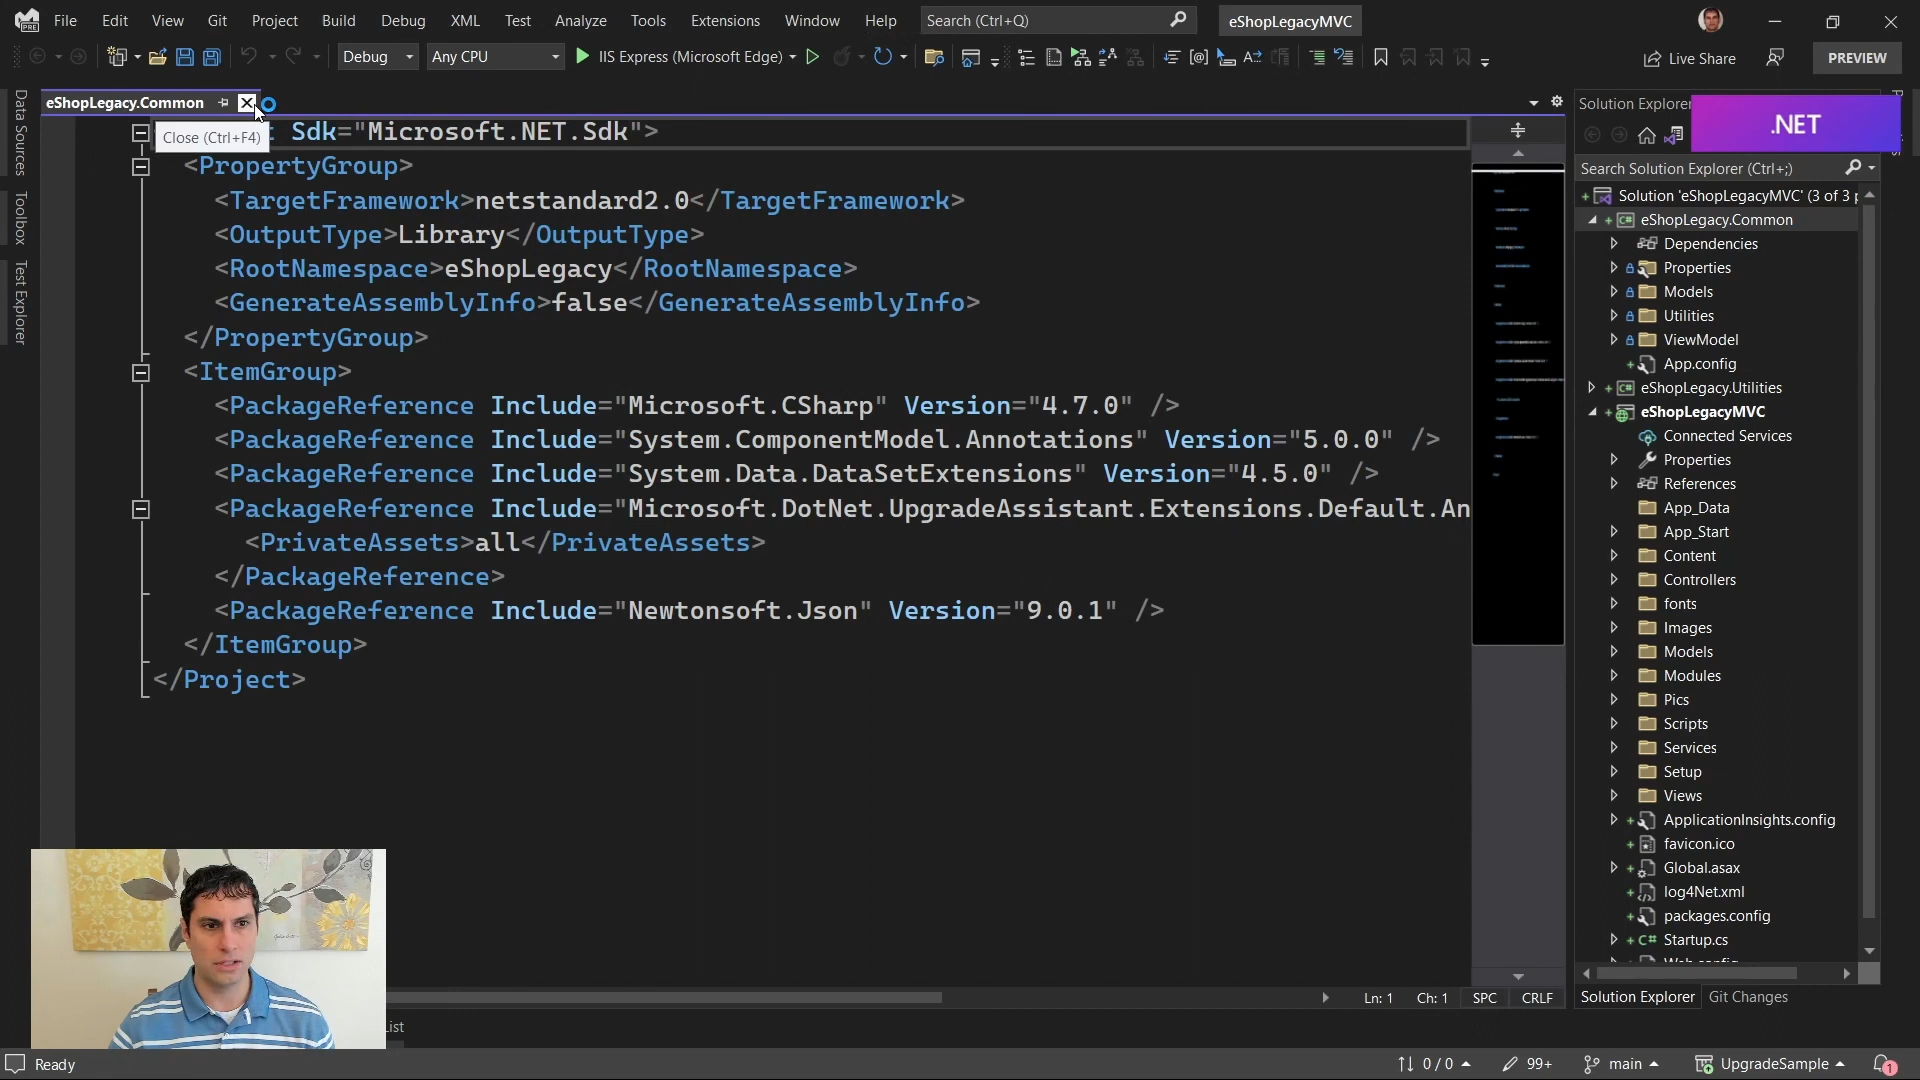 File Edit View Git Project Build Debug XML Test Analyze Tools Extensions Window Help Search (Ctrl+Q) eShopLegacyMVC
Debug Any CPU IIS Express (Microsoft Edge) Live Share PREVIEW
Data Sources
Toolbox
Test Explorer
eShopLegacy.Common
Close (Ctrl+F4)
Sdk="Microsoft.NET.Sdk">
<PropertyGroup>
<TargetFramework>netstandard2.0</TargetFramework>
<OutputType>Library</OutputType>
<RootNamespace>eShopLegacy</RootNamespace>
<GenerateAssemblyInfo>false</GenerateAssemblyInfo>
</PropertyGroup>
<ItemGroup>
<PackageReference Include="Microsoft.CSharp" Version="4.7.0" />
<PackageReference Include="System.ComponentModel.Annotations" Version="5.0.0" />
<PackageReference Include="System.Data.DataSetExtensions" Version="4.5.0" />
<PackageReference Include="Microsoft.DotNet.UpgradeAssistant.Extensions.Default.An
<PrivateAssets>all</PrivateAssets>
</PackageReference>
<PackageReference Include="Newtonsoft.Json" Version="9.0.1" />
</ItemGroup>
</Project>
Ln: 1 Ch: 1 SPC CRLF
Solution Explorer
.NET
Search Solution Explorer (Ctrl+;)
Solution 'eShopLegacyMVC' (3 of 3 p
eShopLegacy.Common
Dependencies
Properties
Models
Utilities
ViewModel
App.config
eShopLegacy.Utilities
eShopLegacyMVC
Connected Services
Properties
References
App_Data
App_Start
Content
Controllers
fonts
Images
Models
Modules
Pics
Scripts
Services
Setup
Views
ApplicationInsights.config
favicon.ico
Global.asax
log4Net.xml
packages.config
Startup.cs
Web.config
Solution Explorer Git Changes
List
Ready 0 / 0 99+ main UpgradeSample 1